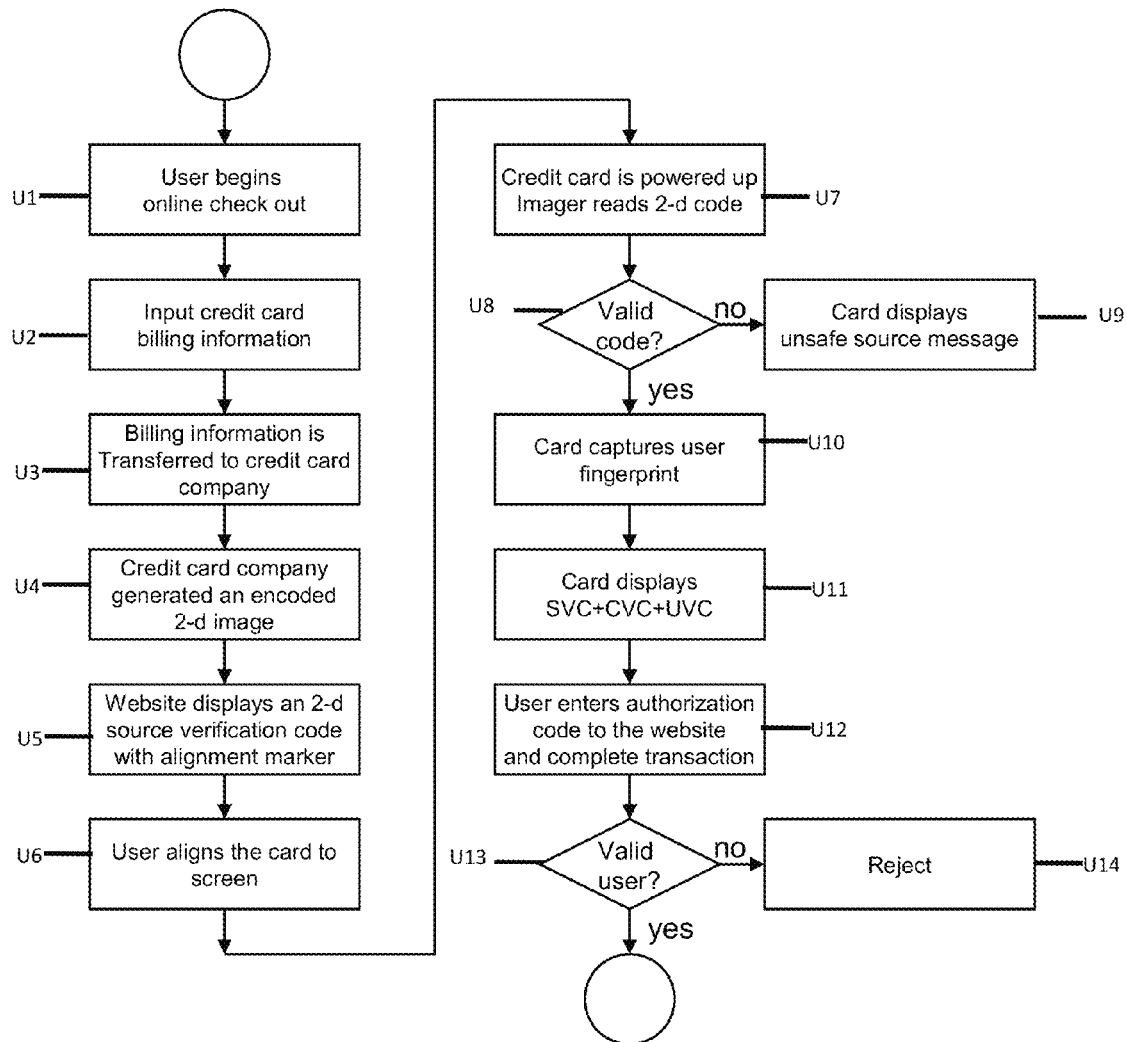 U1
User begins
online check out
U2
Input credit card
billing information
U3
Billing information is
Transferred to credit card
company
U4
Credit card company
generated an encoded
2-d image
U5
Website displays an 2-d
source verification code
with alignment marker
U6
User aligns the card to
screen
Credit card is powered up
Imager reads 2-d code
U7
U8
Valid
code?
no
yes
Card displays
unsafe source message
U9
Card captures user
fingerprint
U10
Card displays
SVC+CVC+UVC
U11
User enters authorization
code to the website
and complete transaction
U12
U13
Valid
user?
no
yes
Reject
U14